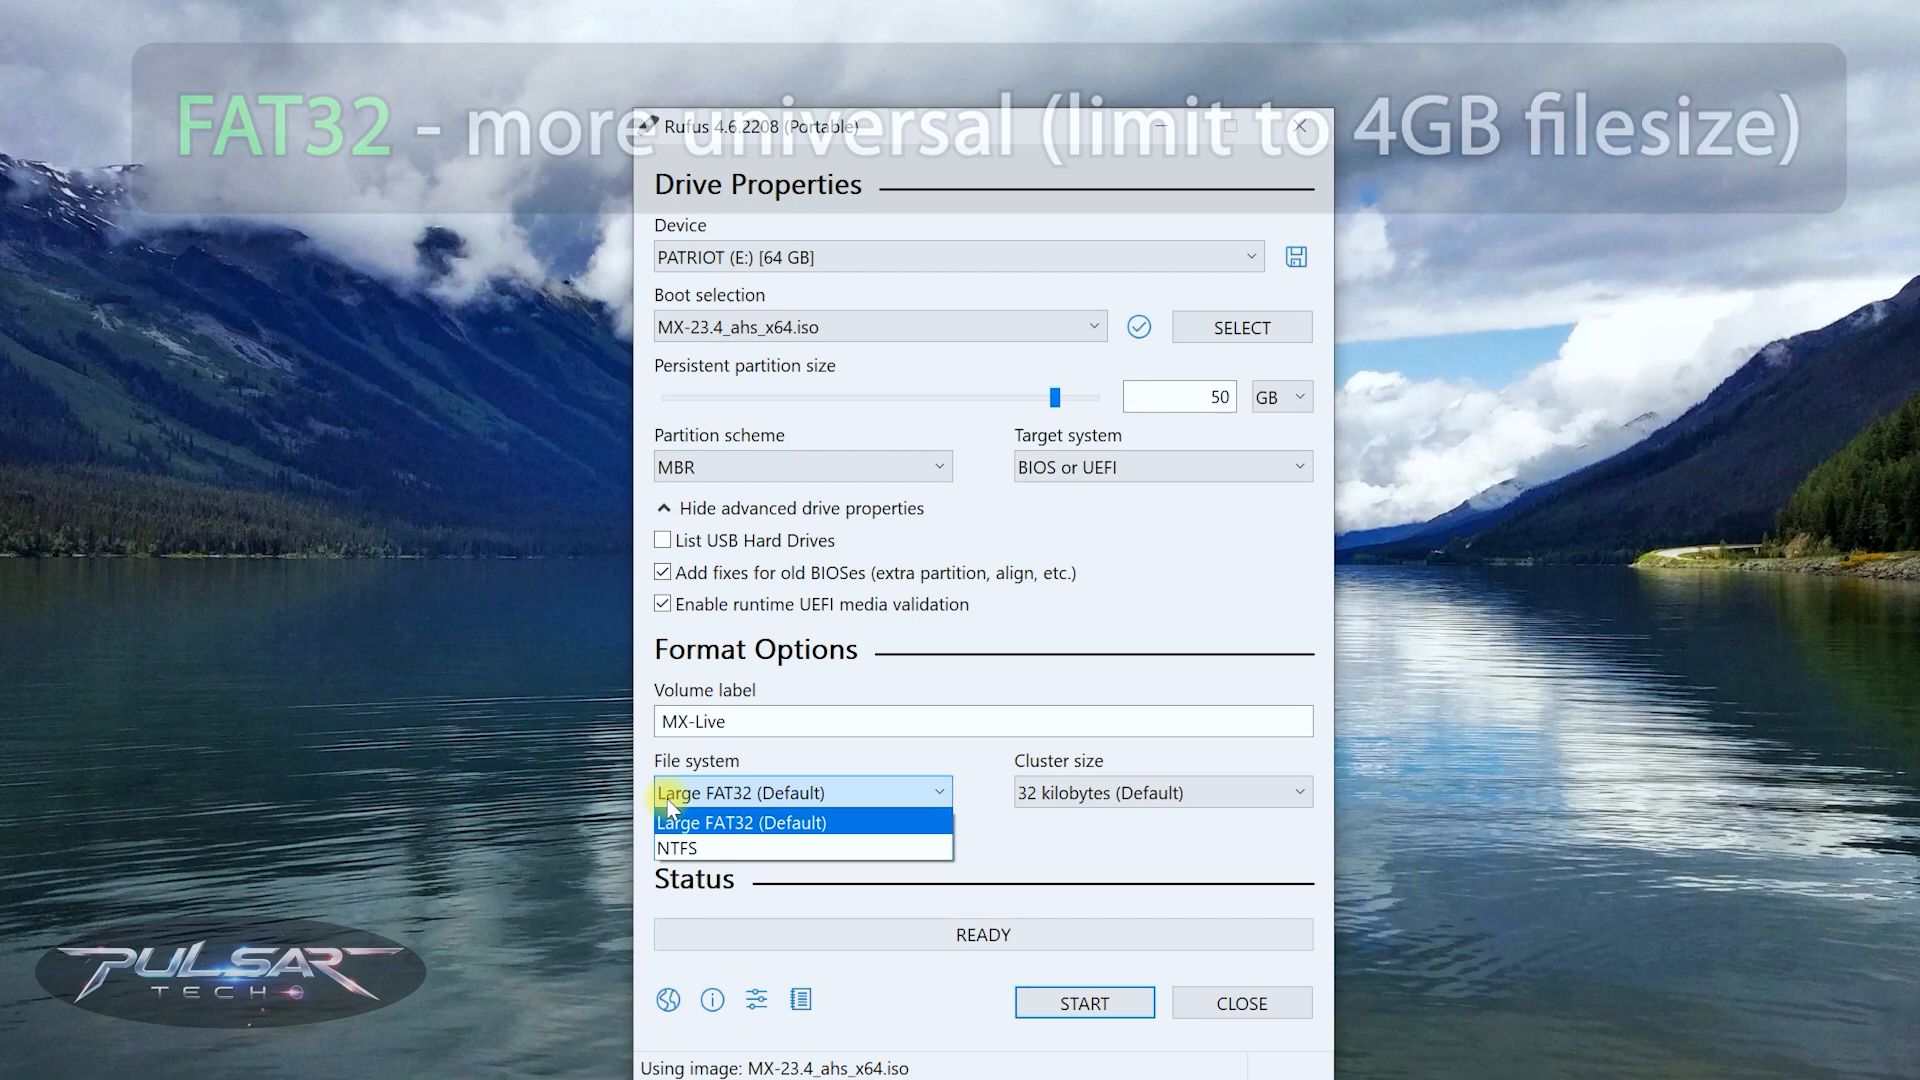 FAT32 - more universal (limit to 4GB filesize)
Rufus 4.6.2208 (Portable)
Drive Properties
Device
PATRIOT (E:) [64 GB]
Boot selection
MX-23.4_ahs_x64.iso
SELECT
Persistent partition size
50
GB
Partition scheme
Target system
MBR
BIOS or UEFI
Hide advanced drive properties
List USB Hard Drives
Add fixes for old BIOSes (extra partition, align, etc.)
Enable runtime UEFI media validation
Format Options
Volume label
MX-Live
File system
Cluster size
Large FAT32 (Default)
32 kilobytes (Default)
Large FAT32 (Default)
NTFS
Status
READY
START
CLOSE
Using image: MX-23.4_ahs_x64.iso
PULSAR
TECH